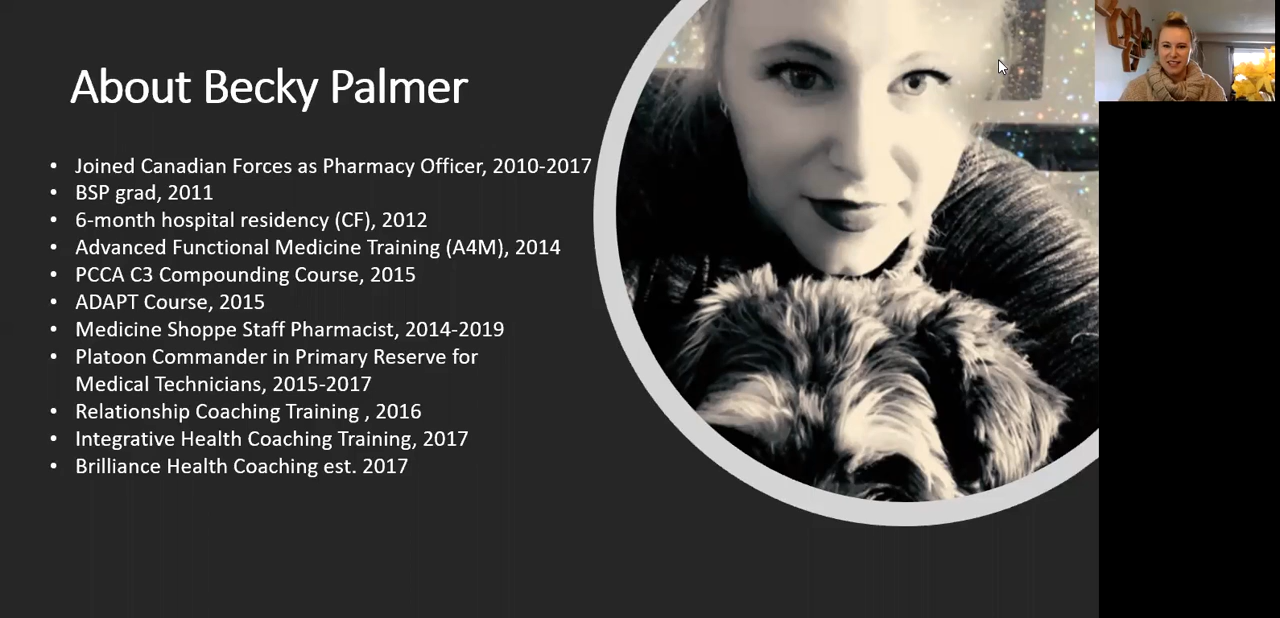 About Becky Palmer
• Joined Canadian Forces as Pharmacy Officer, 2010-2017
• BSP grad, 2011
• 6-month hospital residency (CF), 2012
• Advanced Functional Medicine Training (A4M), 2014
• PCCA C3 Compounding Course, 2015
• ADAPT Course, 2015
• Medicine Shoppe Staff Pharmacist, 2014-2019
• Platoon Commander in Primary Reserve for
Medical Technicians, 2015-2017
• Relationship Coaching Training , 2016
• Integrative Health Coaching Training, 2017
• Brilliance Health Coaching est. 2017